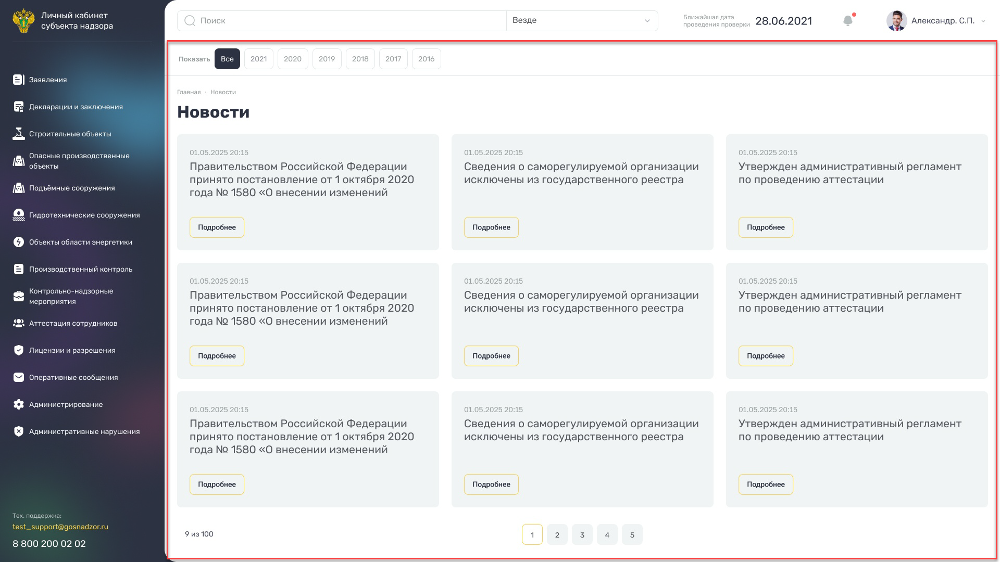 Личный кабинет
субъекта надзора
Поиск
Везде
Ближайшая дата
проведения проверки
28.06.2021
Александр. С.П.
Заявления
Декларации и заключения
Строительные объекты
Опасные производственные
объекты
Подъёмные сооружения
Гидротехнические сооружения
Объекты области энергетики
Производственный контроль
Контрольно-надзорные
мероприятия
Аттестация сотрудников
Лицензии и разрешения
Оперативные сообщения
Администрирование
Административные нарушения
Тех. поддержка:
test_support@gosnadzor.ru
8 800 200 02 02
Показать Все 2021 2020 2019 2018 2017 2016
Главная · Новости
Новости
01.05.2025 20:15
Правительством Российской Федерации
принято постановление от 1 октября 2020
года № 1580 «О внесении изменений
Подробнее
01.05.2025 20:15
Сведения о саморегулируемой организации
исключены из государственного реестра
Подробнее
01.05.2025 20:15
Утвержден административный регламент
по проведению аттестации
Подробнее
01.05.2025 20:15
Правительством Российской Федерации
принято постановление от 1 октября 2020
года № 1580 «О внесении изменений
Подробнее
01.05.2025 20:15
Сведения о саморегулируемой организации
исключены из государственного реестра
Подробнее
01.05.2025 20:15
Утвержден административный регламент
по проведению аттестации
Подробнее
01.05.2025 20:15
Правительством Российской Федерации
принято постановление от 1 октября 2020
года № 1580 «О внесении изменений
Подробнее
01.05.2025 20:15
Сведения о саморегулируемой организации
исключены из государственного реестра
Подробнее
01.05.2025 20:15
Утвержден административный регламент
по проведению аттестации
Подробнее
9 из 100
1 2 3 4 5